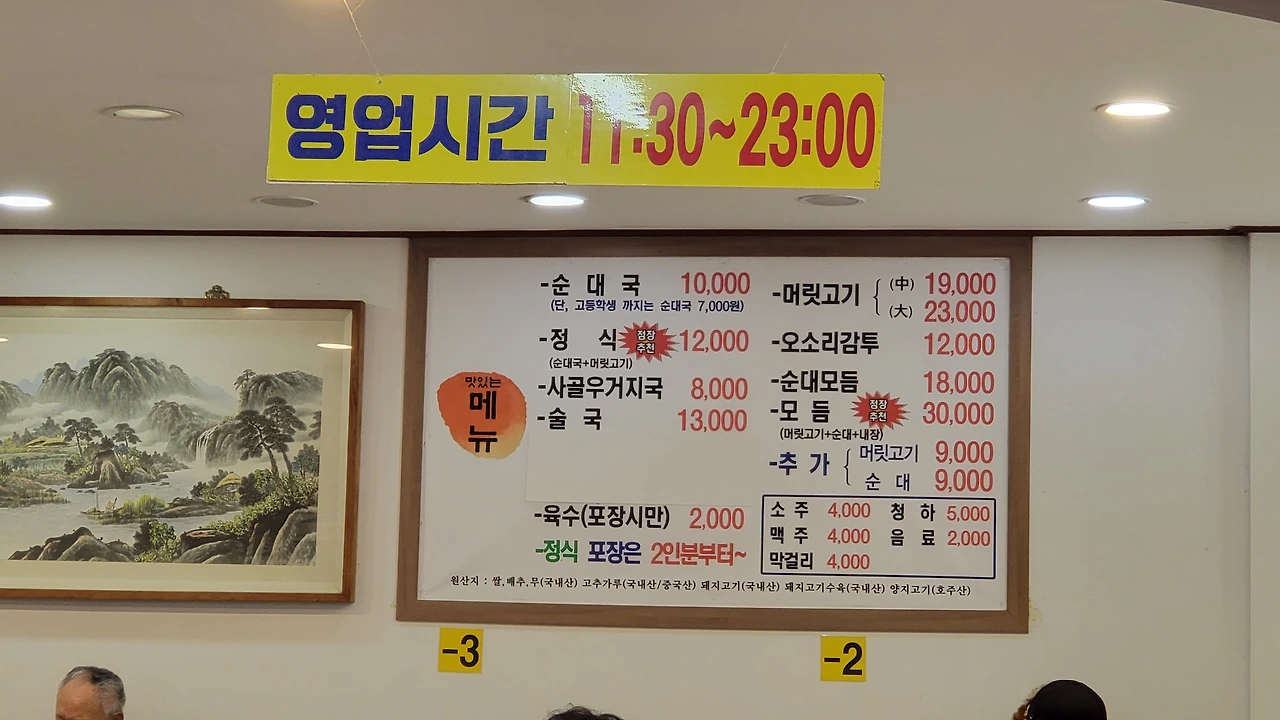 영업시간 11:30~23:00
맛있는
메
뉴
-순 대 국 10,000
(단, 고등학생 까지는 순대국 7,000원)
-정 식 점장 추천 12,000
(순대국+머릿고기)
-사골우거지국 8,000
-술 국 13,000
-육수(포장시만) 2,000
-정식 포장은 2인분부터~
-머릿고기 (中) 19,000
(大) 23,000
-오소리감투 12,000
-순대모듬 18,000
-모 듬 점장 추천 30,000
(머릿고기+순대+내장)
-추 가 머릿고기 9,000
순 대 9,000
소 주 4,000 청 하 5,000
맥 주 4,000 음 료 2,000
막걸리 4,000
원산지 : 쌀,배추,무(국내산) 고추가루(국내산/중국산) 돼지고기(국내산) 돼지고기수육(국내산) 양지고기(호주산)
-3
-2